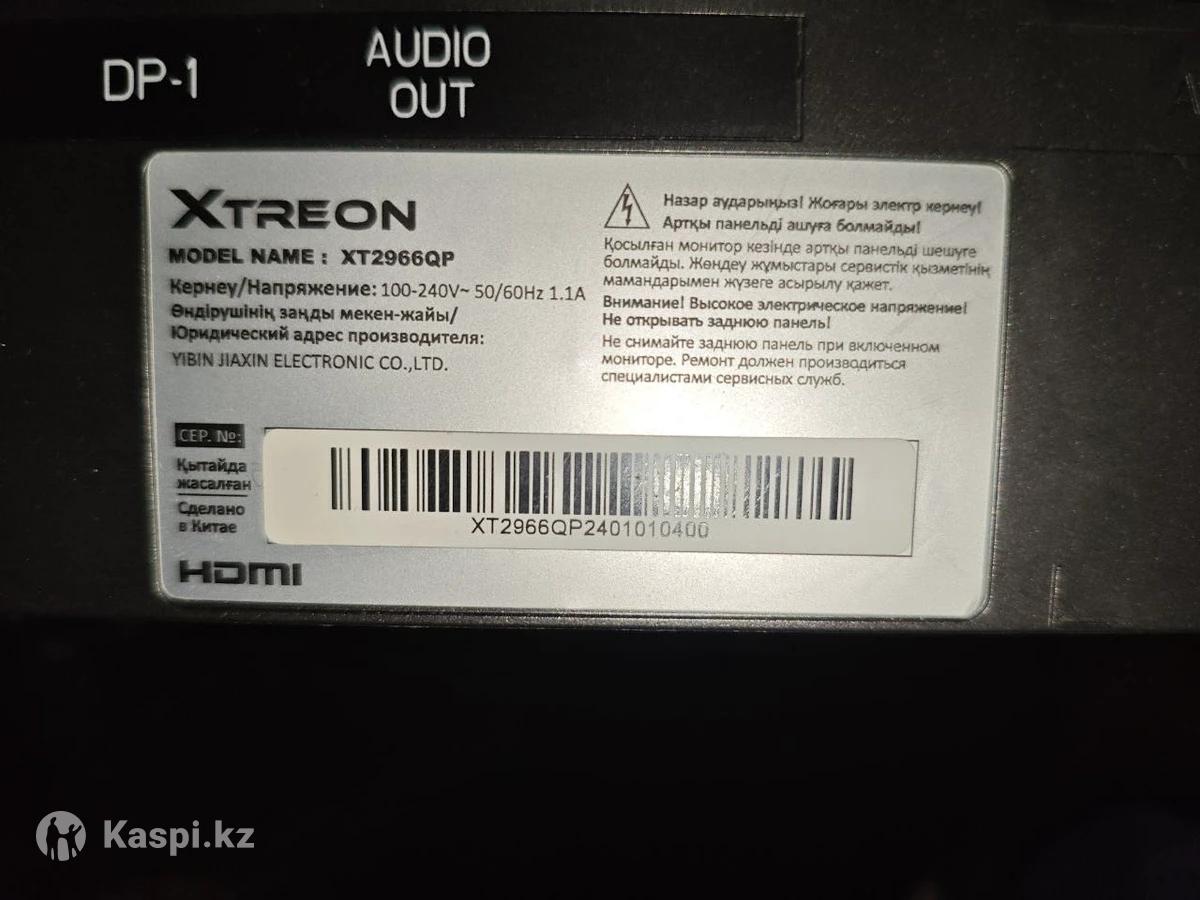 DP-1
AUDIO
OUT
XTREON
MODEL NAME : XT2966QP
Кернеу/Напряжение: 100-240V~ 50/60Hz 1.1A
Өндірушінің заңды мекен-жайы/
Юридический адрес производителя:
YIBIN JIAXIN ELECTRONIC CO.,LTD.
Назар аударыңыз! Жоғары электр кернеу!
Артқы панельді ашуға болмайды!
Қосылған монитор кезінде артқы панельді шешуге
болмайды. Жөндеу жұмыстары сервистік қызметінің
мамандарымен жүзеге асырылу қажет.
Внимание! Высокое электрическое напряжение!
Не открывать заднюю панель!
Не снимайте заднюю панель при включенном
мониторе. Ремонт должен производиться
специалистами сервисных служб.
СЕР. №:
Қытайда
жасалған
Сделано
в Китае
XT2966QP2401010400
HDMI
Kaspi.kz